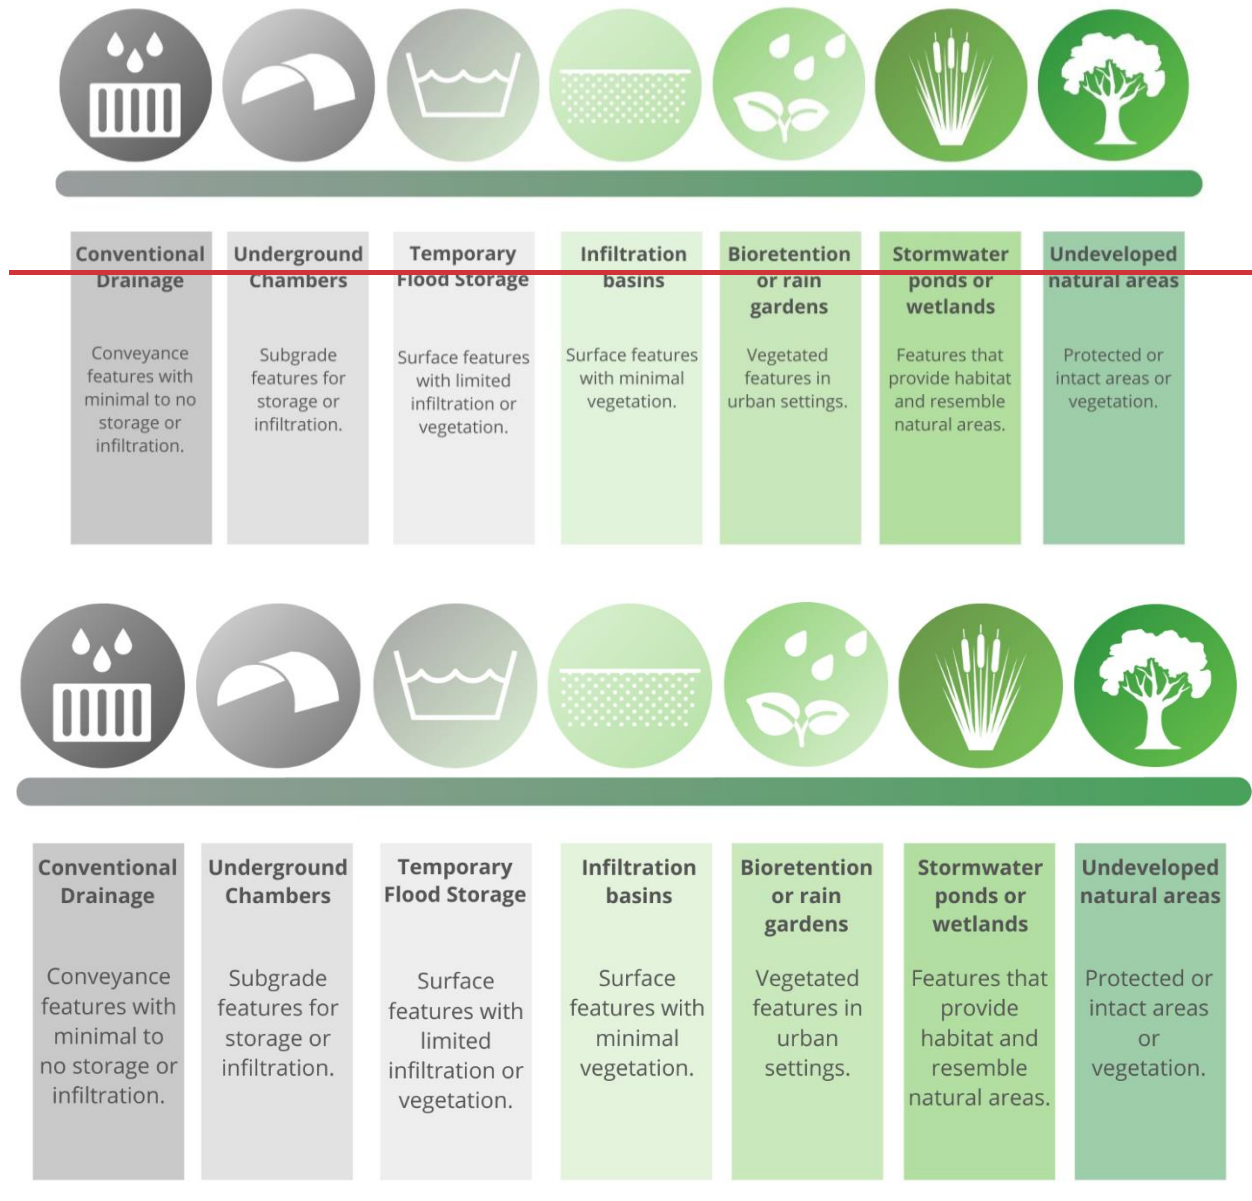 Conventional
Drainage
Conveyance
features with
minimal to no
storage or
infiltration.
Underground
Chambers
Subgrade
features for
storage or
infiltration.
Temporary
Flood Storage
Surface features
with limited
infiltration or
vegetation.
Infiltration
basins
Surface features
with minimal
vegetation.
Bioretention
or rain
gardens
Vegetated
features in
urban settings.
Stormwater
ponds or
wetlands
Features that
provide habitat
and resemble
natural areas.
Undeveloped
natural areas
Protected or
intact areas or
vegetation.
Conventional
Drainage
Conveyance
features with
minimal to
no storage or
infiltration.
Underground
Chambers
Subgrade
features for
storage or
infiltration.
Temporary
Flood Storage
Surface
features with
limited
infiltration or
vegetation.
Infiltration
basins
Surface
features with
minimal
vegetation.
Bioretention
or rain
gardens
Vegetated
features in
urban
settings.
Stormwater
ponds or
wetlands
Features that
provide
habitat and
resemble
natural areas.
Undeveloped
natural areas
Protected or
intact areas
or
vegetation.